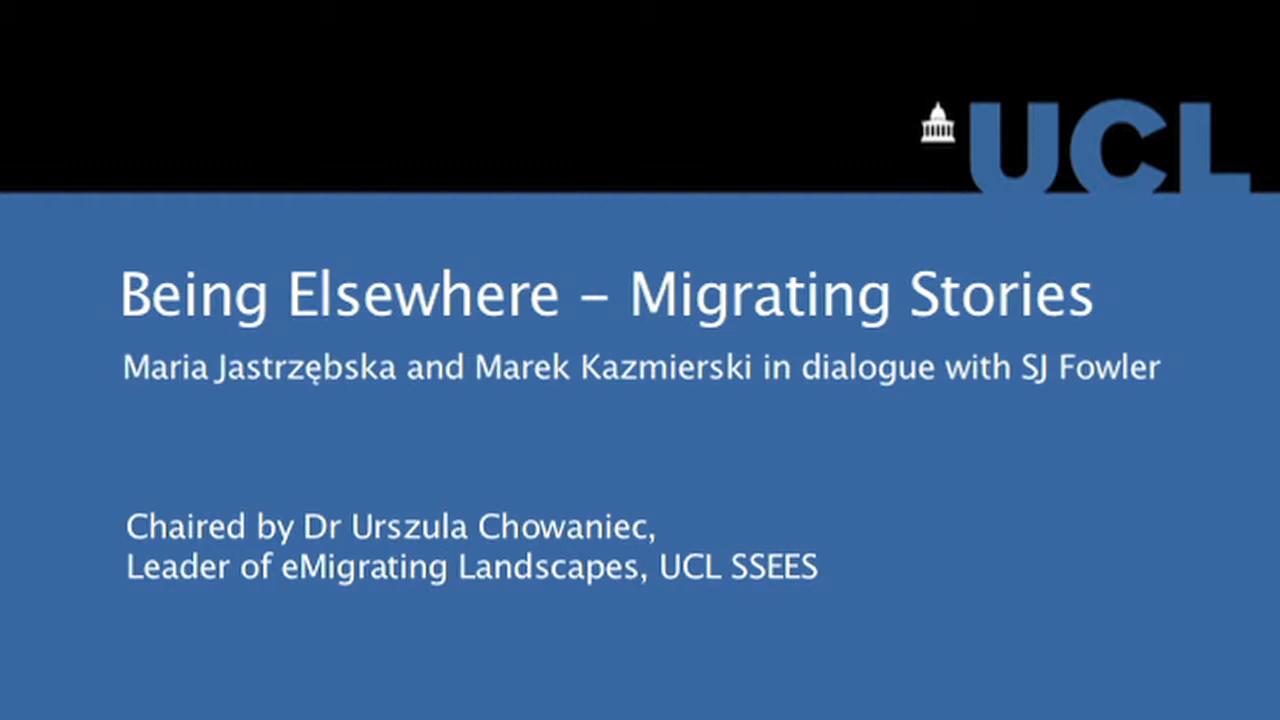 UCL
Being Elsewhere – Migrating Stories
Maria Jastrzębska and Marek Kazmierski in dialogue with SJ Fowler
Chaired by Dr Urszula Chowaniec,
Leader of eMigrating Landscapes, UCL SSEES